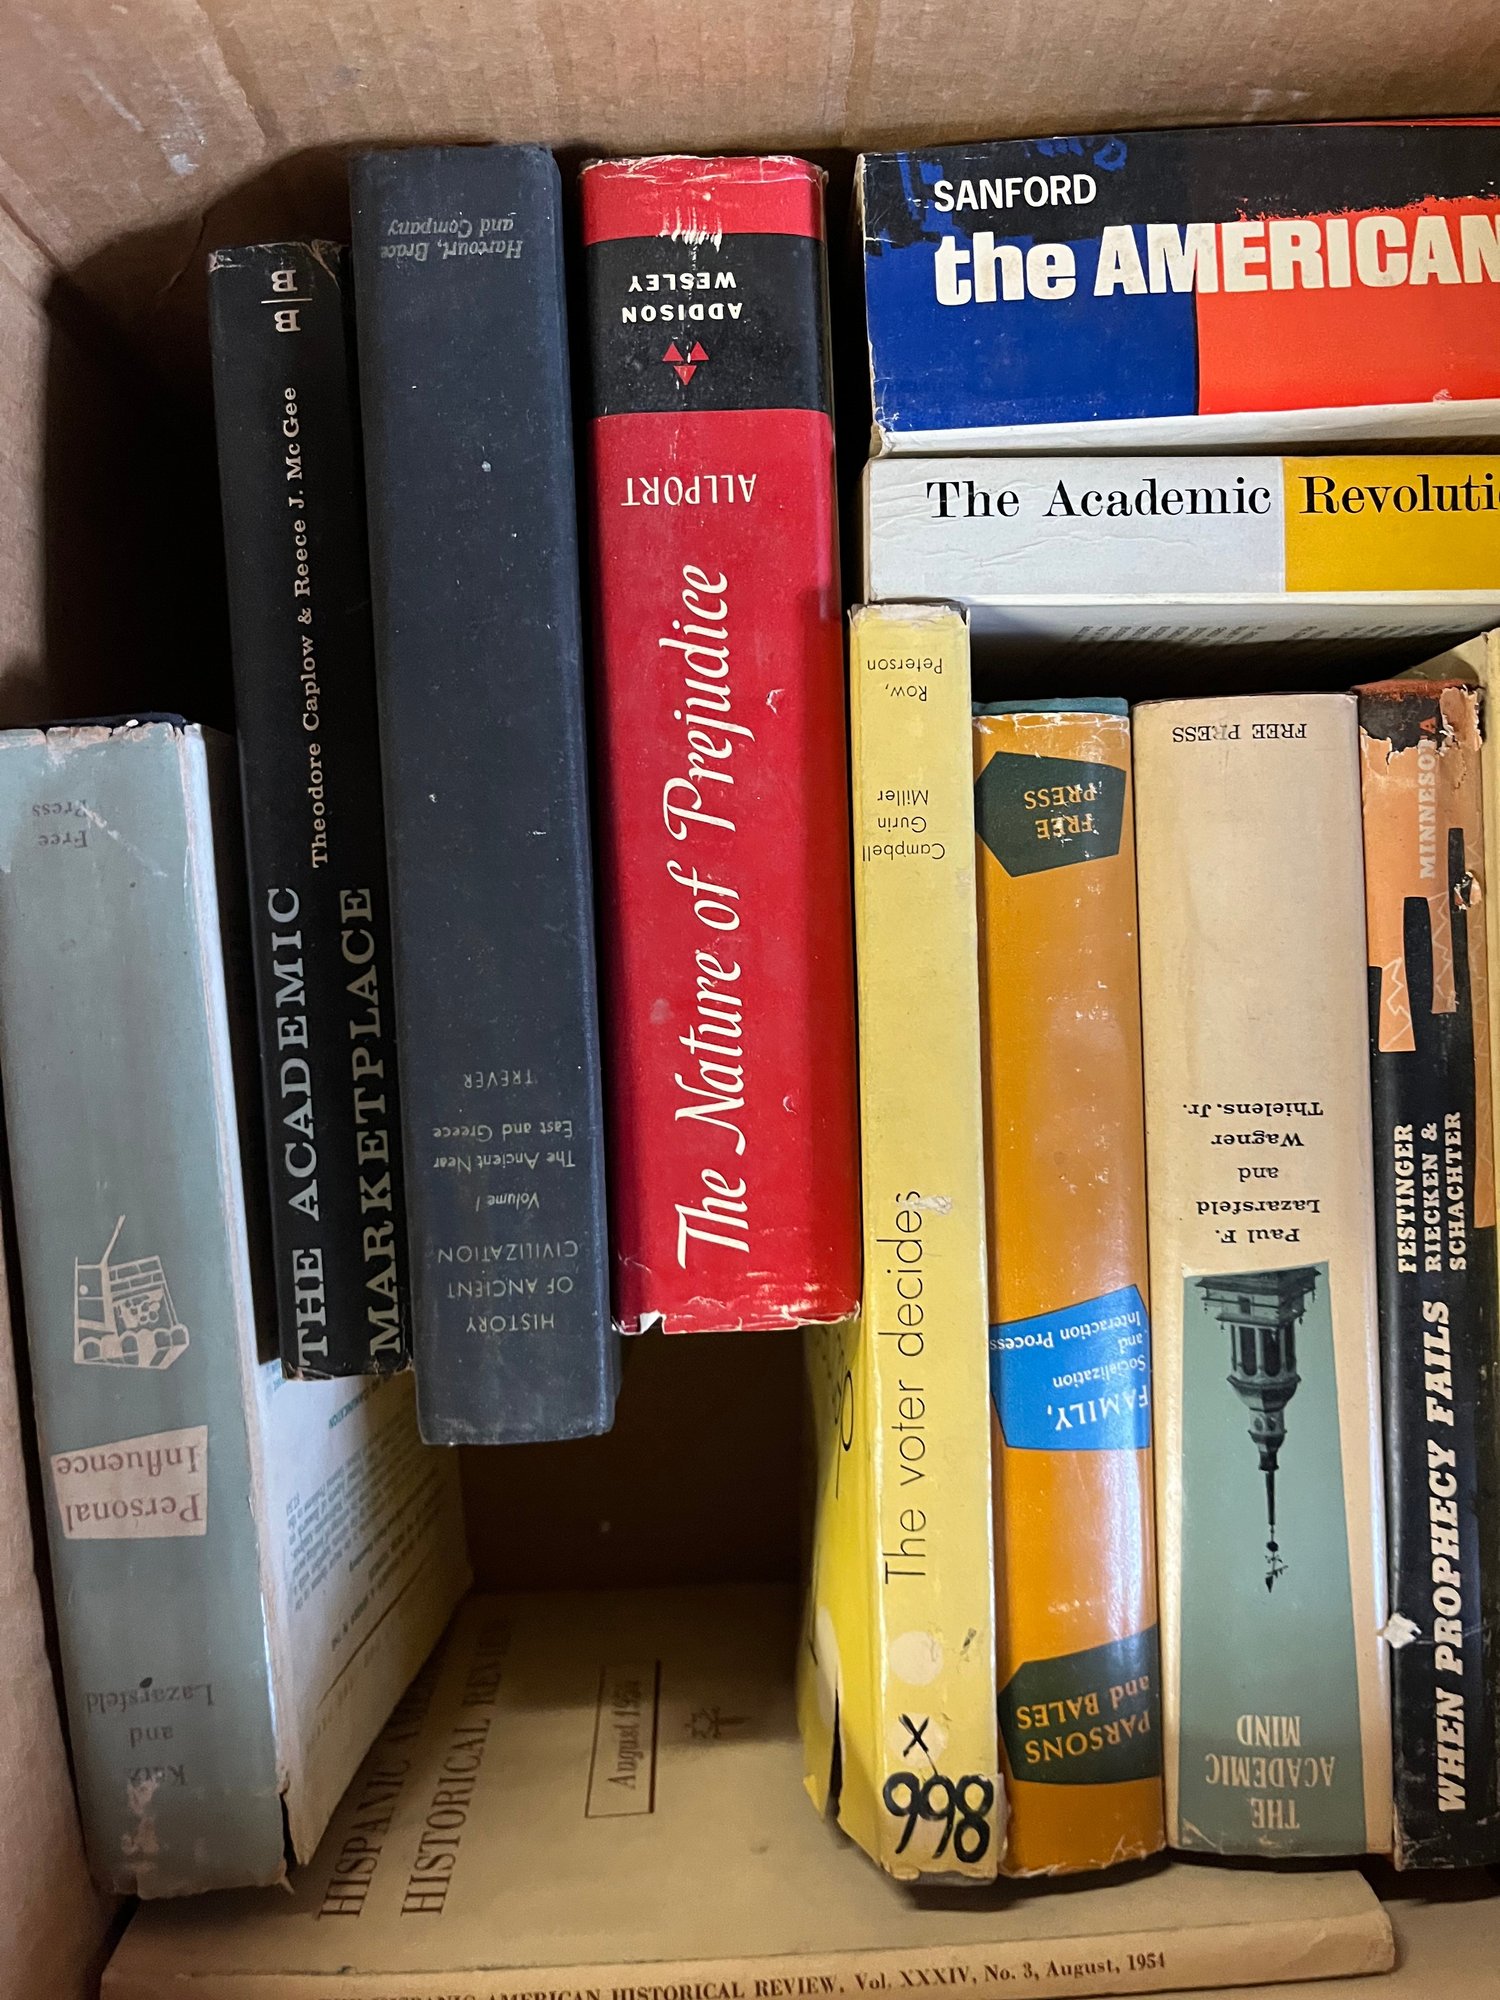 Free
Press
Personal
Influence
Katz
and
Lazarsfeld
B
B
Theodore Caplow & Reece J. McGee
THE ACADEMIC
MARKETPLACE
Harcourt, Brace
and Company
HISTORY
OF ANCIENT
CIVILIZATION
Volume I
The Ancient Near
East and Greece
TREVER
ADDISON
WESLEY
ALLPORT
The Nature of Prejudice
SANFORD
the AMERICAN
The Academic Revoluti
Row,
Peterson
Campbell
Gurin
Miller
The voter decides
x
998
FREE
PRESS
FAMILY,
Socialization
and
Interaction Process
PARSONS
and BALES
FREE PRESS
Paul F.
Lazarsfeld
and
Wagner
Thielens, Jr.
THE
ACADEMIC
MIND
MINNESOTA
FESTINGER
RIECKEN &
SCHACHTER
WHEN PROPHECY FAILS
HISPANIC
HISTORICAL
August 1954
HISPANIC AMERICAN HISTORICAL REVIEW, Vol. XXXIV, No. 3, August, 1954